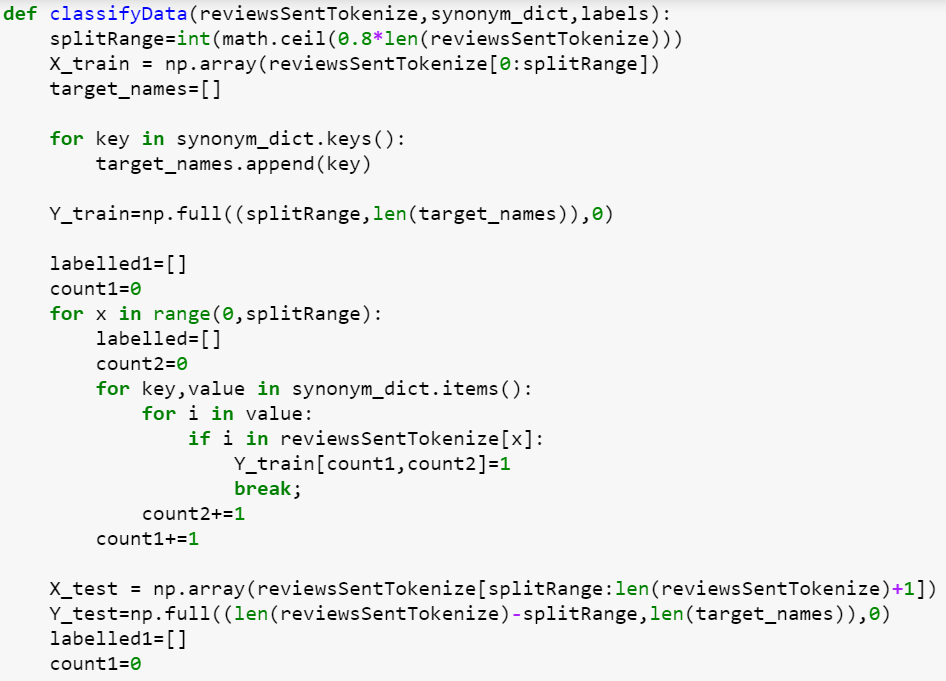 def classifyData(reviewsSentTokenize,synonym_dict,labels):
    splitRange=int(math.ceil(0.8*len(reviewsSentTokenize)))
    X_train = np.array(reviewsSentTokenize[0:splitRange])
    target_names=[]

    for key in synonym_dict.keys():
        target_names.append(key)

    Y_train=np.full((splitRange,len(target_names)),0)

    labelled1=[]
    count1=0
    for x in range(0,splitRange):
        labelled=[]
        count2=0
        for key,value in synonym_dict.items():
            for i in value:
                if i in reviewsSentTokenize[x]:
                    Y_train[count1,count2]=1
                    break;
            count2+=1
        count1+=1

    X_test = np.array(reviewsSentTokenize[splitRange:len(reviewsSentTokenize)+1])
    Y_test=np.full((len(reviewsSentTokenize)-splitRange,len(target_names)),0)
    labelled1=[]
    count1=0